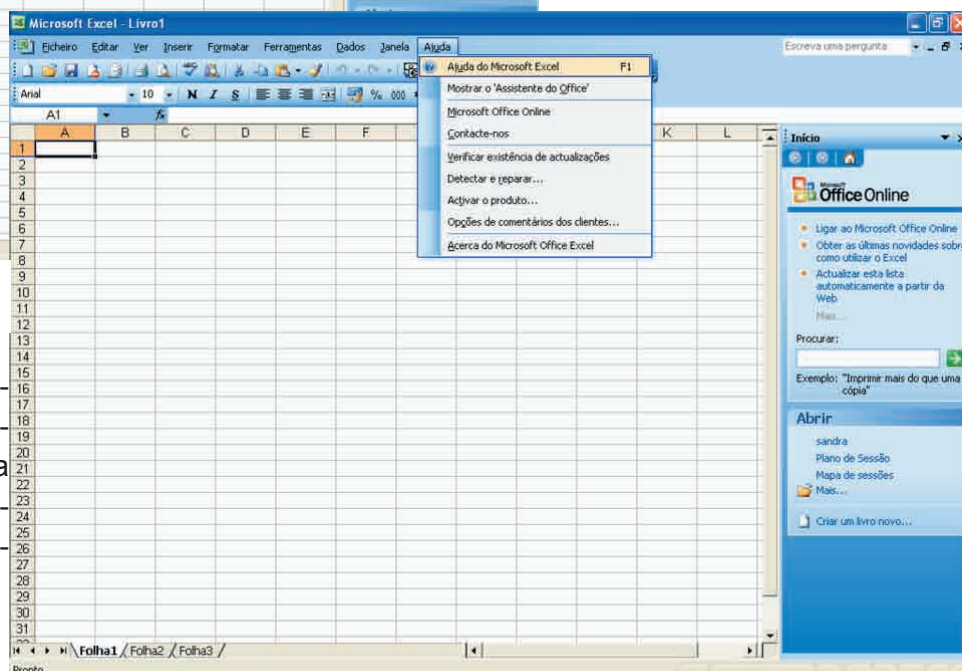 Microsoft Excel - Livro1
Ficheiro Editar Ver Inserir Formatar Ferramentas Dados Janela Ajuda
Escreva uma pergunta
Arial 10 N I S % 000
A1 fx
A B C D E F K L
1
2
3
4
5
6
7
8
9
10
11
12
13
14
15
16
17
18
19
20
21
22
23
24
25
26
27
28
29
30
31
Ajuda do Microsoft Excel F1
Mostrar o 'Assistente do Office'
Microsoft Office Online
Contacte-nos
Verificar existência de actualizações
Detectar e reparar...
Activar o produto...
Opções de comentários dos clientes...
Acerca do Microsoft Office Excel
Início
Microsoft
Office Online
Ligar ao Microsoft Office Online
Obter as últimas novidades sobr
como utilizar o Excel
Actualizar esta lista
automaticamente a partir da
Web
Mais...
Procurar:
Exemplo: "Imprimir mais do que uma
cópia"
Abrir
sandra
Plano de Sessão
Mapa de sessões
Mais...
Criar um livro novo...
Folha1 Folha2 Folha3
Pronto